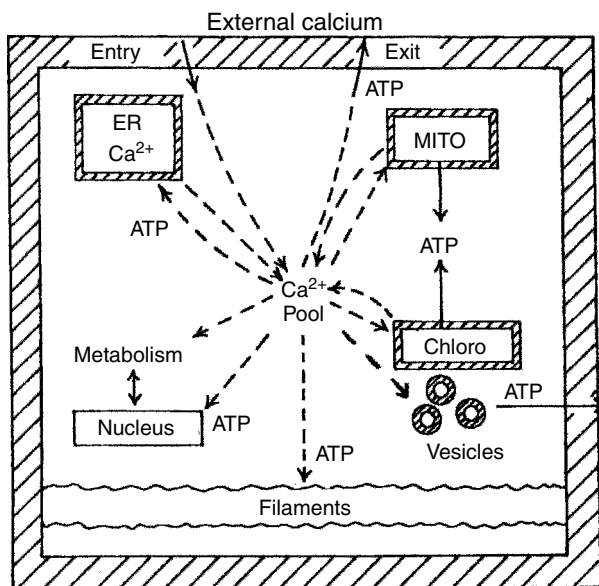 External calcium
Entry
Exit
ATP
ER
Ca²⁺
MITO
ATP
ATP
Ca²⁺
Pool
Metabolism
Chloro
Nucleus
ATP
ATP
Vesicles
ATP
Filaments